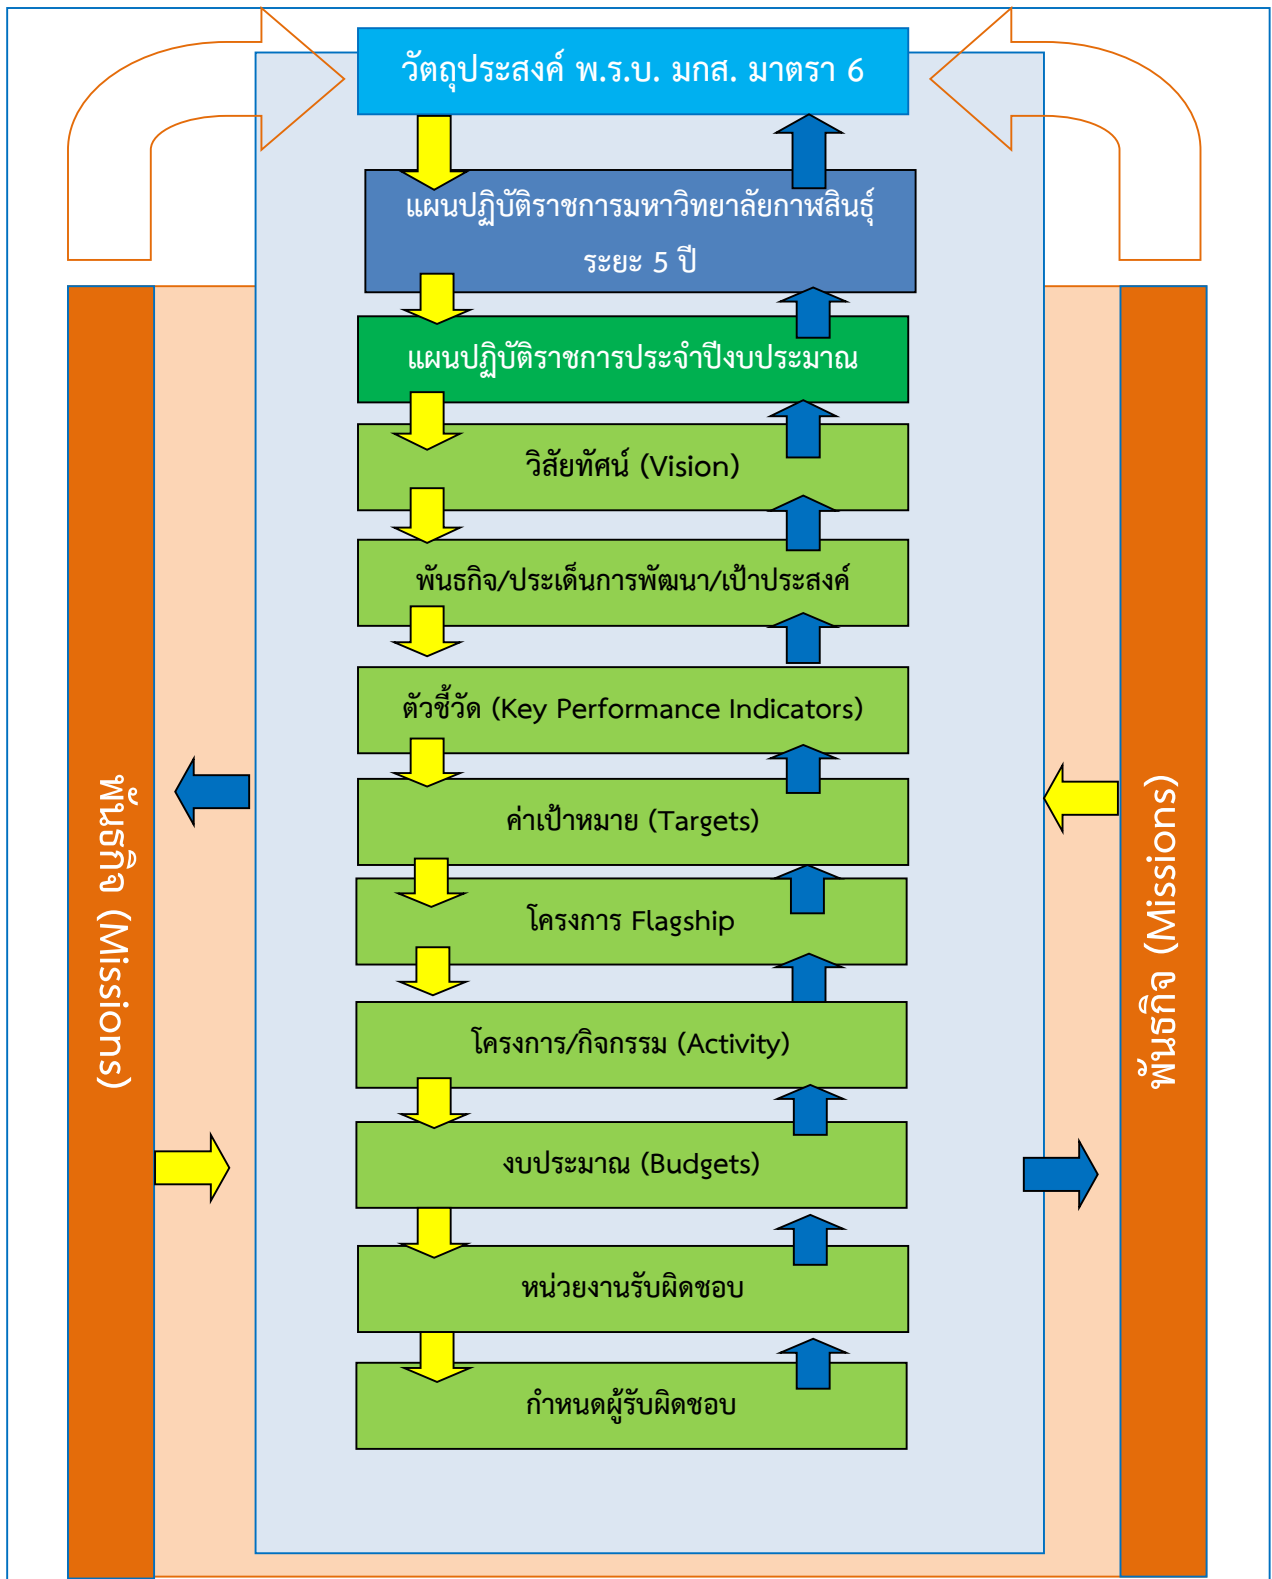 วัตถุประสงค์ พ.ร.บ. มกส. มาตรา 6
แผนปฏิบัติราชการมหาวิทยาลัยกาฬสินธุ์
ระยะ 5 ปี
แผนปฏิบัติราชการประจำปีงบประมาณ
วิสัยทัศน์ (Vision)
พันธกิจ/ประเด็นการพัฒนา/เป้าประสงค์
ตัวชี้วัด (Key Performance Indicators)
ค่าเป้าหมาย (Targets)
โครงการ Flagship
โครงการ/กิจกรรม (Activity)
งบประมาณ (Budgets)
หน่วยงานรับผิดชอบ
กำหนดผู้รับผิดชอบ
พันธกิจ (Missions)
พันธกิจ (Missions)